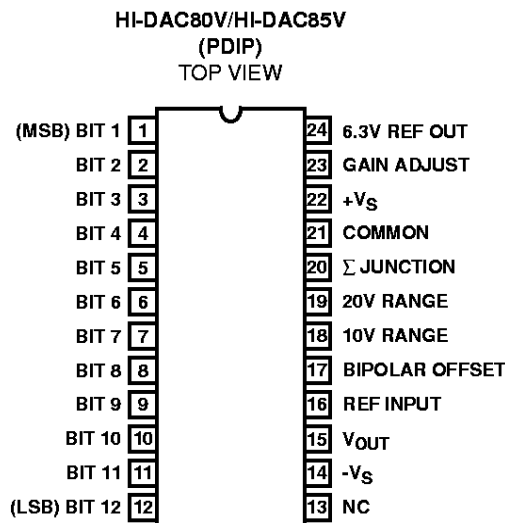 HI-DAC80V/HI-DAC85V
(PDIP)
TOP VIEW
(MSB) BIT 1 1 24 6.3V REF OUT
BIT 2 2 23 GAIN ADJUST
BIT 3 3 22 +VS
BIT 4 4 21 COMMON
BIT 5 5 20 Σ JUNCTION
BIT 6 6 19 20V RANGE
BIT 7 7 18 10V RANGE
BIT 8 8 17 BIPOLAR OFFSET
BIT 9 9 16 REF INPUT
BIT 10 10 15 VOUT
BIT 11 11 14 -VS
(LSB) BIT 12 12 13 NC